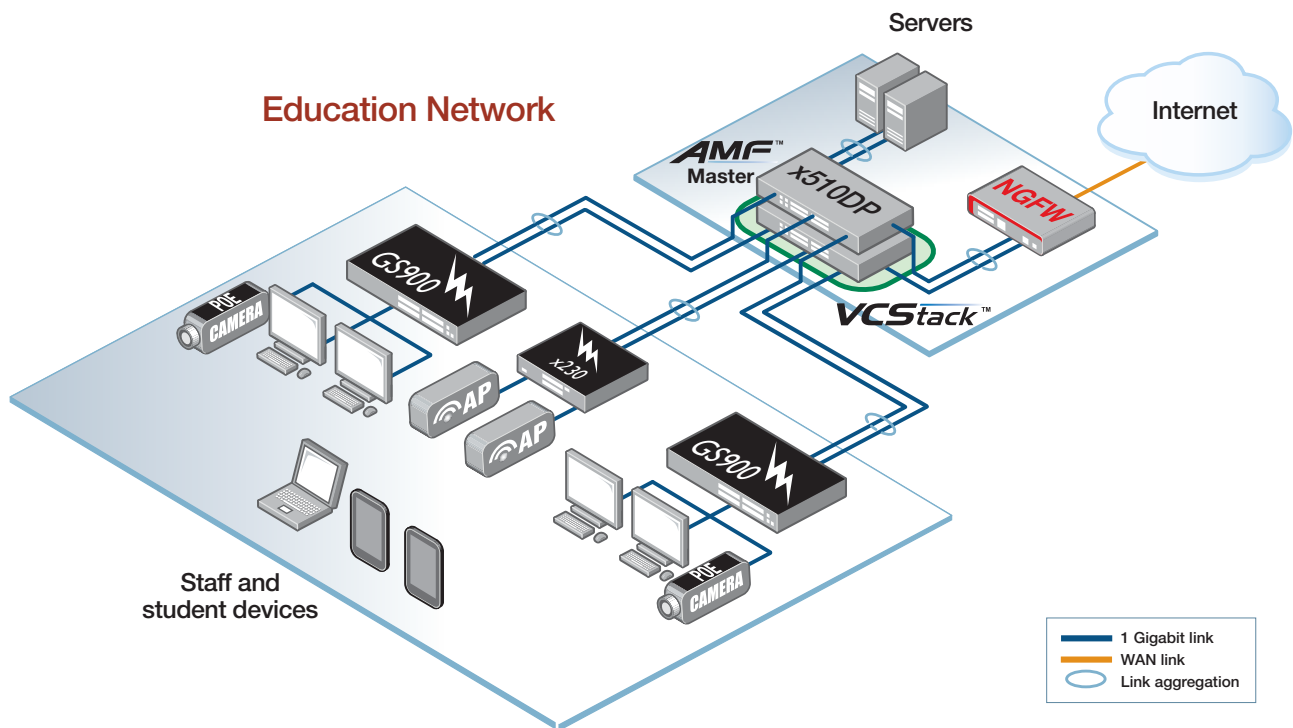 Servers
Education Network
Internet
AMF™
Master
x510DP
NGFW
GS900
VCStack™
POE
CAMERA
x230
AP
AP
GS900
POE
CAMERA
Staff and
student devices
1 Gigabit link
WAN link
Link aggregation